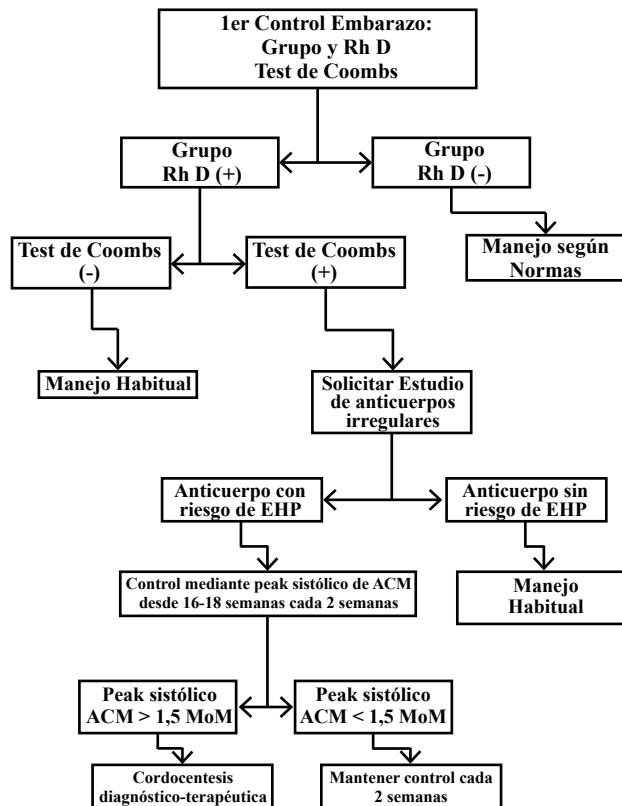 1er Control Embarazo:
Grupo y Rh D
Test de Coombs
Grupo
Rh D (+)
Grupo
Rh D (-)
Test de Coombs
(-)
Test de Coombs
(+)
Manejo según
Normas
Manejo Habitual
Solicitar Estudio
de anticuerpos
irregulares
Anticuerpo con
riesgo de EHP
Anticuerpo sin
riesgo de EHP
Control mediante peak sistólico de ACM
desde 16-18 semanas cada 2 semanas
Manejo
Habitual
Peak sistólico
ACM > 1,5 MoM
Peak sistólico
ACM < 1,5 MoM
Cordocentesis
diagnóstico-terapéutica
Mantener control cada
2 semanas